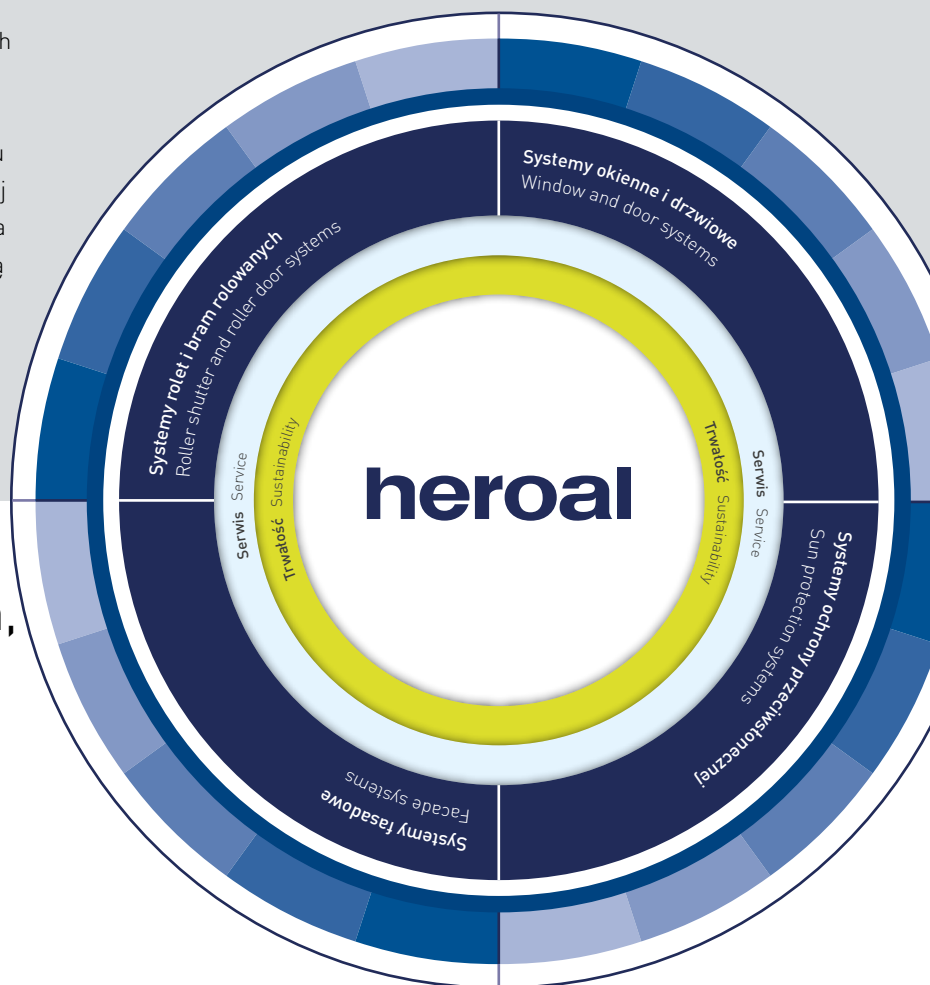 h
u
j
a
ę
,
Systemy okienne i drzwiowe
Window and door systems
Systemy rolet i bram rolowanych
Roller shutter and roller door systems
Serwis Service
Trwałość Sustainability
heroal
Trwałość Sustainability
Serwis Service
Systemy ochrony przeciwsłonecznej
Sun protection systems
Systemy fasadowe
Facade systems